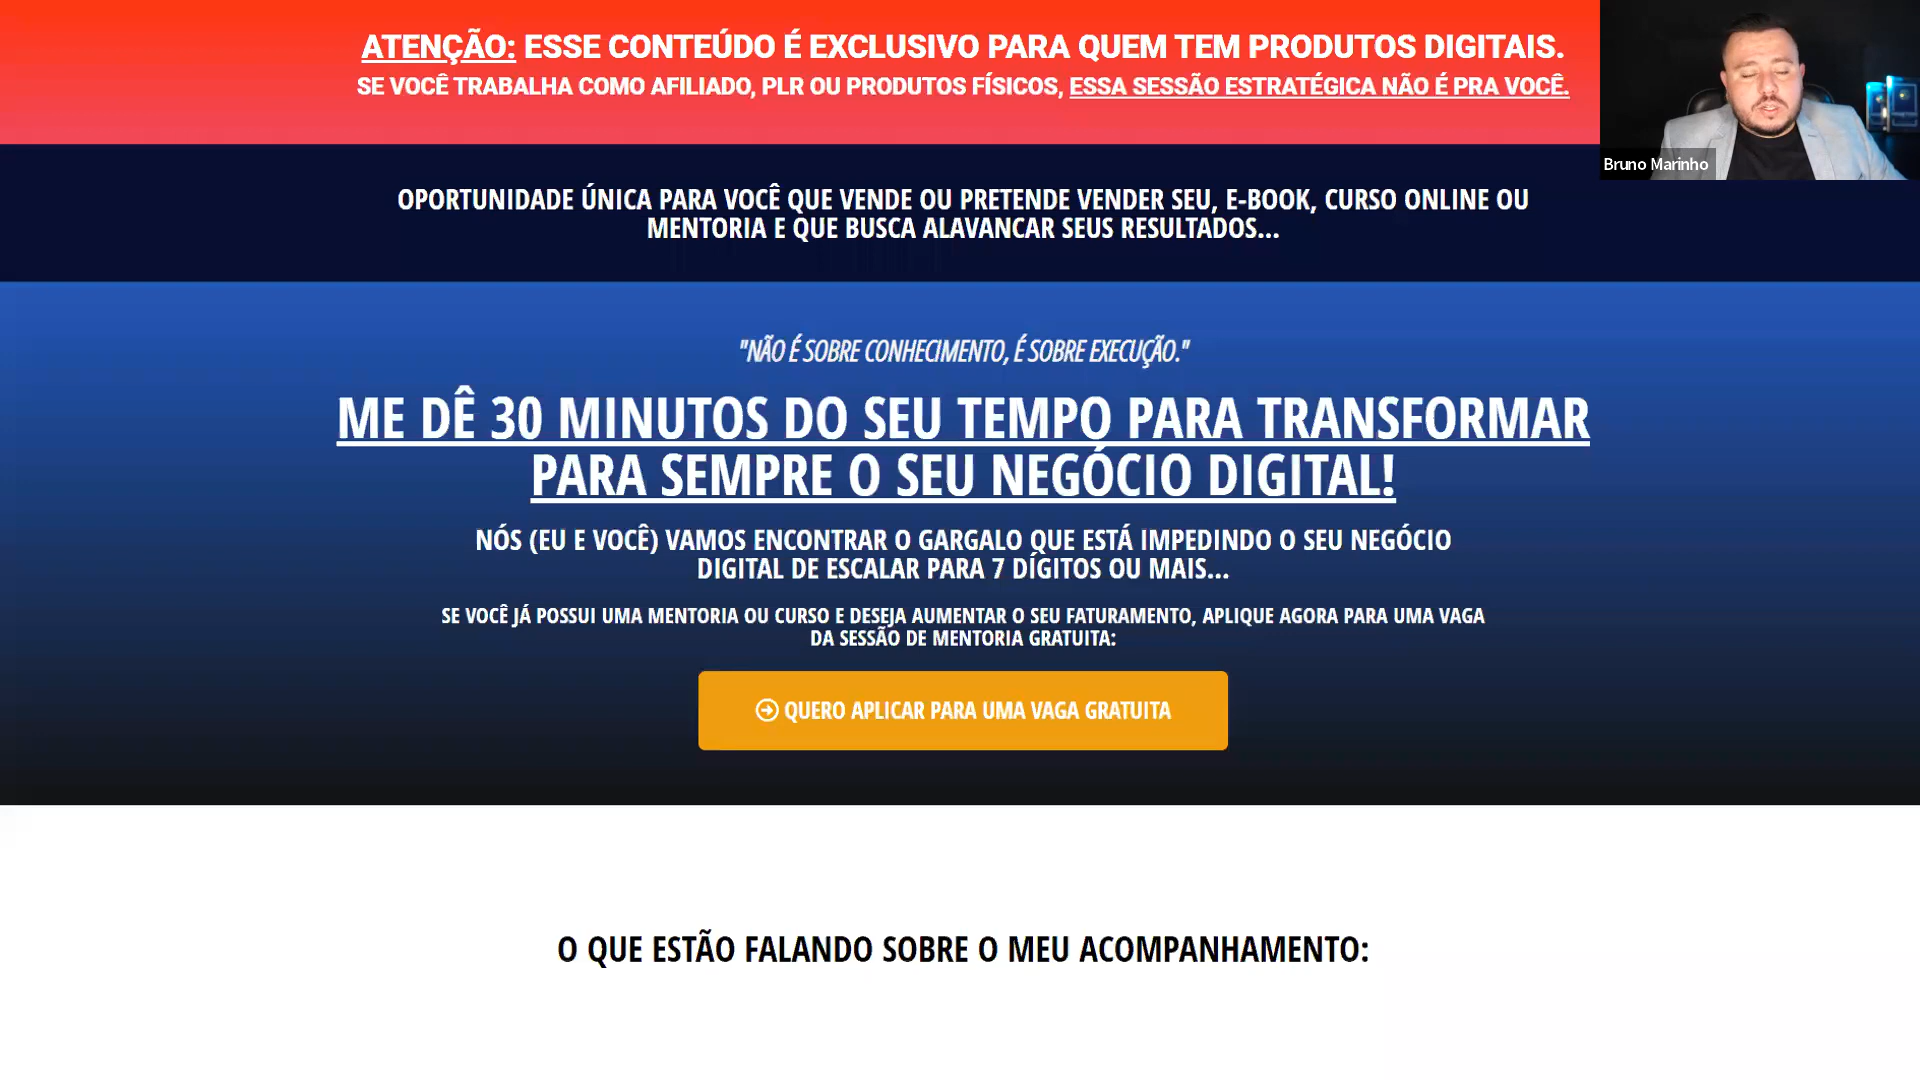 ATENÇÃO: ESSE CONTEÚDO É EXCLUSIVO PARA QUEM TEM PRODUTOS DIGITAIS.
SE VOCÊ TRABALHA COMO AFILIADO, PLR OU PRODUTOS FÍSICOS, ESSA SESSÃO ESTRATÉGICA NÃO É PRA VOCÊ.
Bruno Marinho
OPORTUNIDADE ÚNICA PARA VOCÊ QUE VENDE OU PRETENDE VENDER SEU, E-BOOK, CURSO ONLINE OU
MENTORIA E QUE BUSCA ALAVANCAR SEUS RESULTADOS...
"NÃO É SOBRE CONHECIMENTO, É SOBRE EXECUÇÃO."
ME DÊ 30 MINUTOS DO SEU TEMPO PARA TRANSFORMAR
PARA SEMPRE O SEU NEGÓCIO DIGITAL!
NÓS (EU E VOCÊ) VAMOS ENCONTRAR O GARGALO QUE ESTÁ IMPEDINDO O SEU NEGÓCIO
DIGITAL DE ESCALAR PARA 7 DÍGITOS OU MAIS...
SE VOCÊ JÁ POSSUI UMA MENTORIA OU CURSO E DESEJA AUMENTAR O SEU FATURAMENTO, APLIQUE AGORA PARA UMA VAGA
DA SESSÃO DE MENTORIA GRATUITA:
QUERO APLICAR PARA UMA VAGA GRATUITA
O QUE ESTÃO FALANDO SOBRE O MEU ACOMPANHAMENTO: